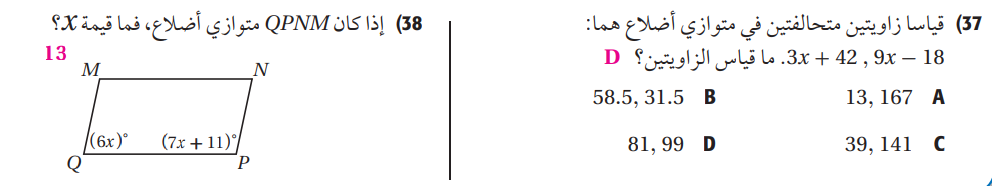 37) قياسا زاويتين متحالفتين في متوازي أضلاع هما:
3x + 42 , 9x − 18. ما قياس الزاويتين؟ D
13, 167 A
58.5, 31.5 B
39, 141 C
81, 99 D
38) إذا كان QPNM متوازي أضلاع، فما قيمة x؟
13
M N
(6x)° (7x + 11)°
Q P